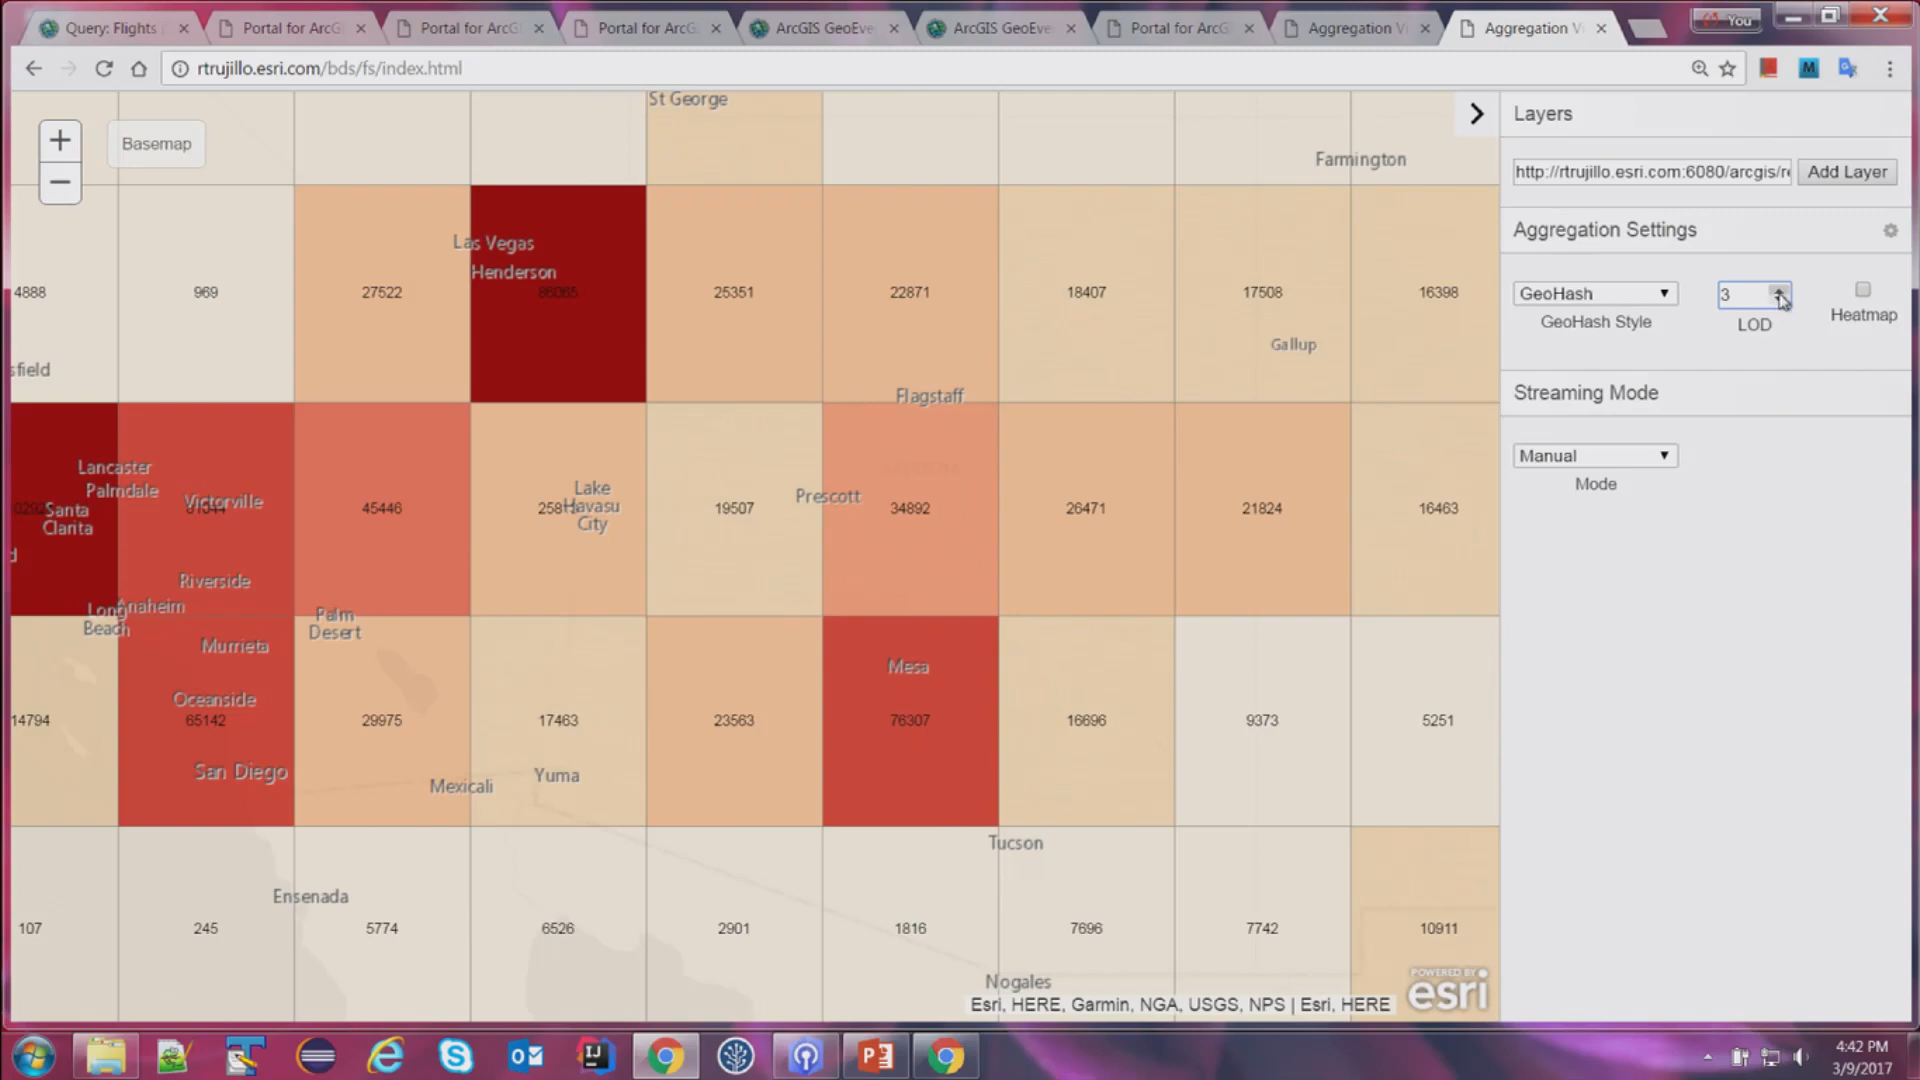 Query: Flights
Portal for ArcG
Portal for ArcG
Portal for ArcG
ArcGIS GeoEve
ArcGIS GeoEve
Portal for ArcG
Aggregation Vi
Aggregation Vi
You
rtrujillo.esri.com/bds/fs/index.html
+
Basemap
−
St George
Farmington
Las Vegas
Henderson
4888
969
27522
86065
25351
22871
18407
17508
16398
sfield
Gallup
Flagstaff
Lancaster
Palmdale
Victorville
Santa
Clarita
45446
Lake
Havasu
City
19507
Prescott
34892
26471
21824
16463
d
Riverside
Long
Beach
Anaheim
Palm
Desert
Murrieta
Mesa
Oceanside
14794
65142
29975
17463
23563
76307
16696
9373
5251
San Diego
Mexicali
Yuma
Tucson
Ensenada
107
245
5774
6526
2901
1816
7696
7742
10911
Nogales
POWERED BY
esri
Esri, HERE, Garmin, NGA, USGS, NPS | Esri, HERE
Layers
http://rtrujillo.esri.com:6080/arcgis/re
Add Layer
Aggregation Settings
GeoHash
GeoHash Style
3
LOD
Heatmap
Streaming Mode
Manual
Mode
4:42 PM
3/9/2017